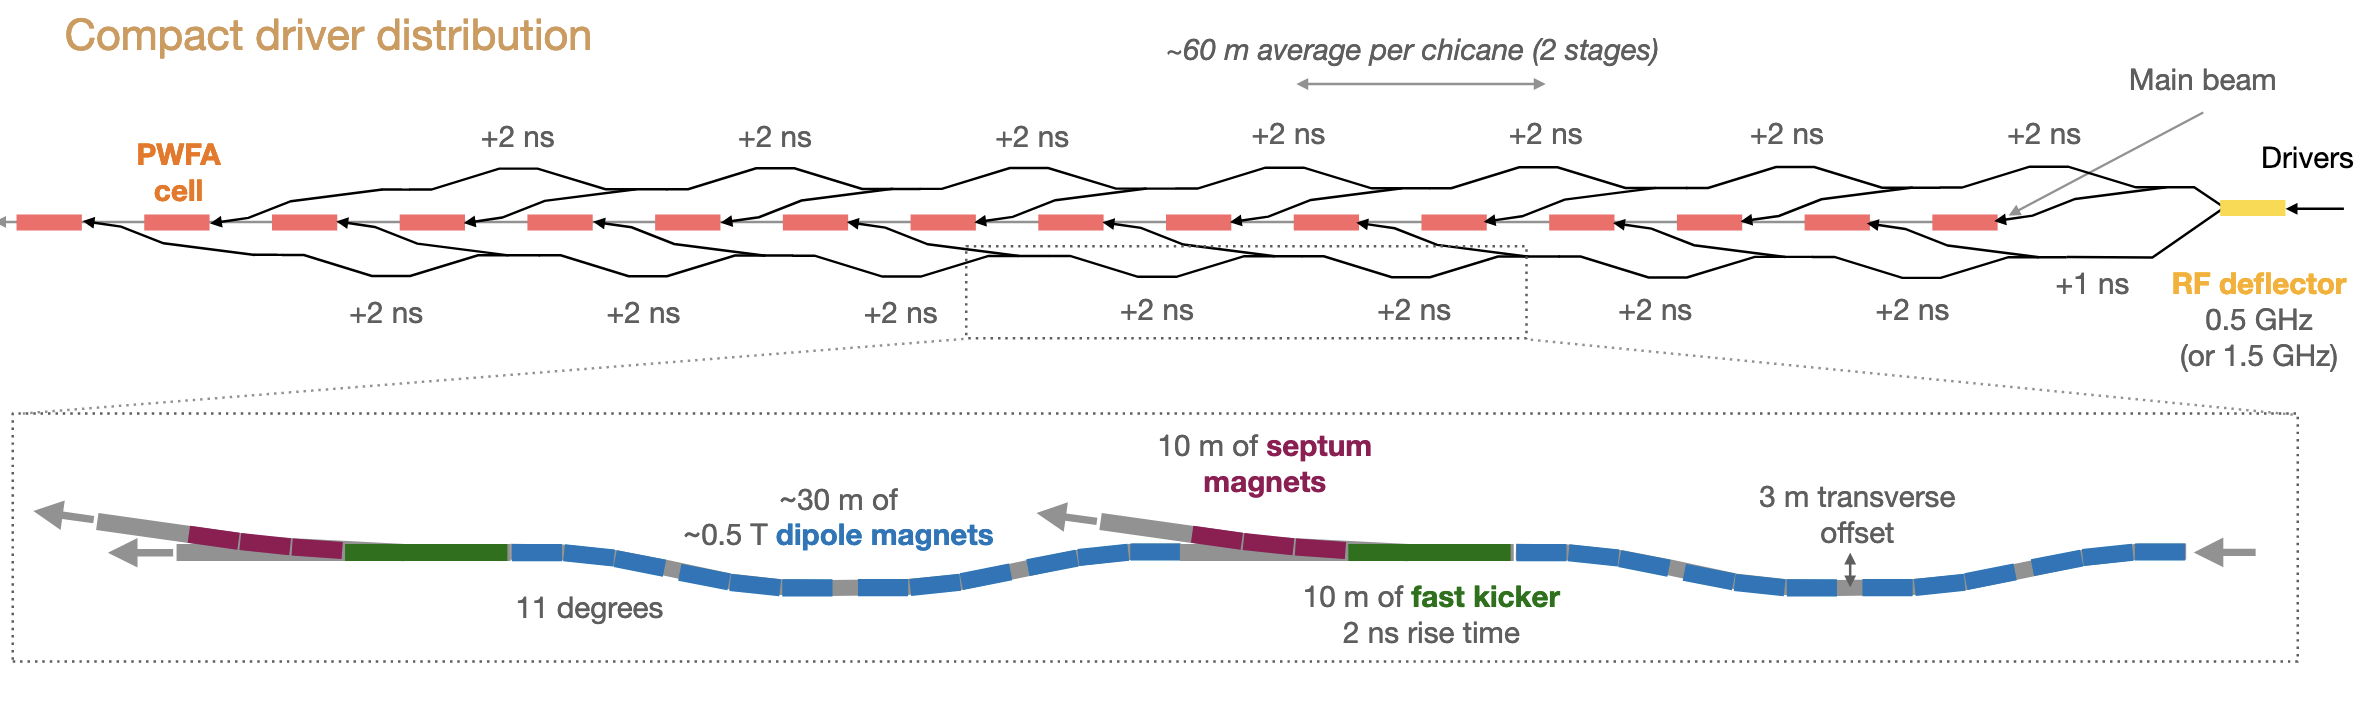 Compact driver distribution
~60 m average per chicane (2 stages)
Main beam
+2 ns
+2 ns
+2 ns
+2 ns
+2 ns
+2 ns
+2 ns
PWFA
cell
Drivers
+2 ns
+2 ns
+2 ns
+2 ns
+2 ns
+2 ns
+2 ns
+1 ns
RF deflector
0.5 GHz
(or 1.5 GHz)
10 m of septum
magnets
~30 m of
~0.5 T dipole magnets
3 m transverse
offset
11 degrees
10 m of fast kicker
2 ns rise time